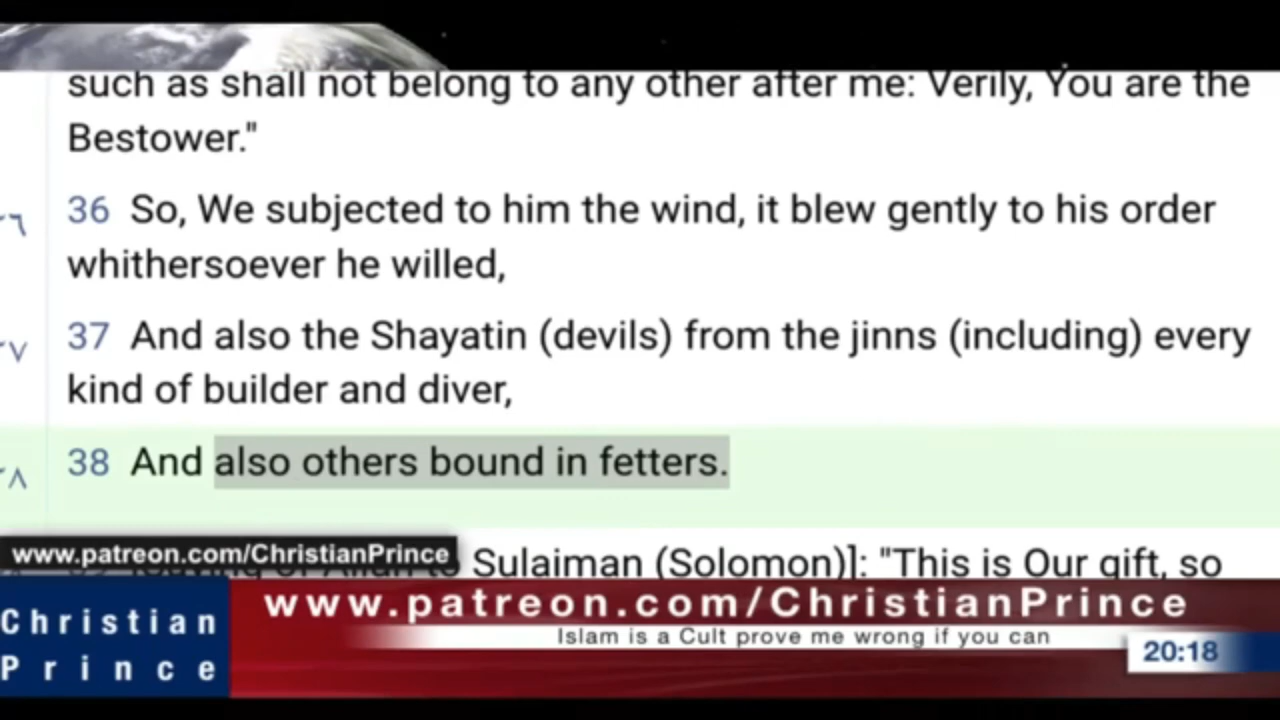 such as shall not belong to any other after me: Verily, You are the
Bestower."
36 So, We subjected to him the wind, it blew gently to his order
whithersoever he willed,
37 And also the Shayatin (devils) from the jinns (including) every
kind of builder and diver,
38 And also others bound in fetters.
www.patreon.com/ChristianPrince
Sulaiman (Solomon)]: "This is Our gift, so
Christian
Prince
www.patreon.com/ChristianPrince
Islam is a Cult prove me wrong if you can
20:18